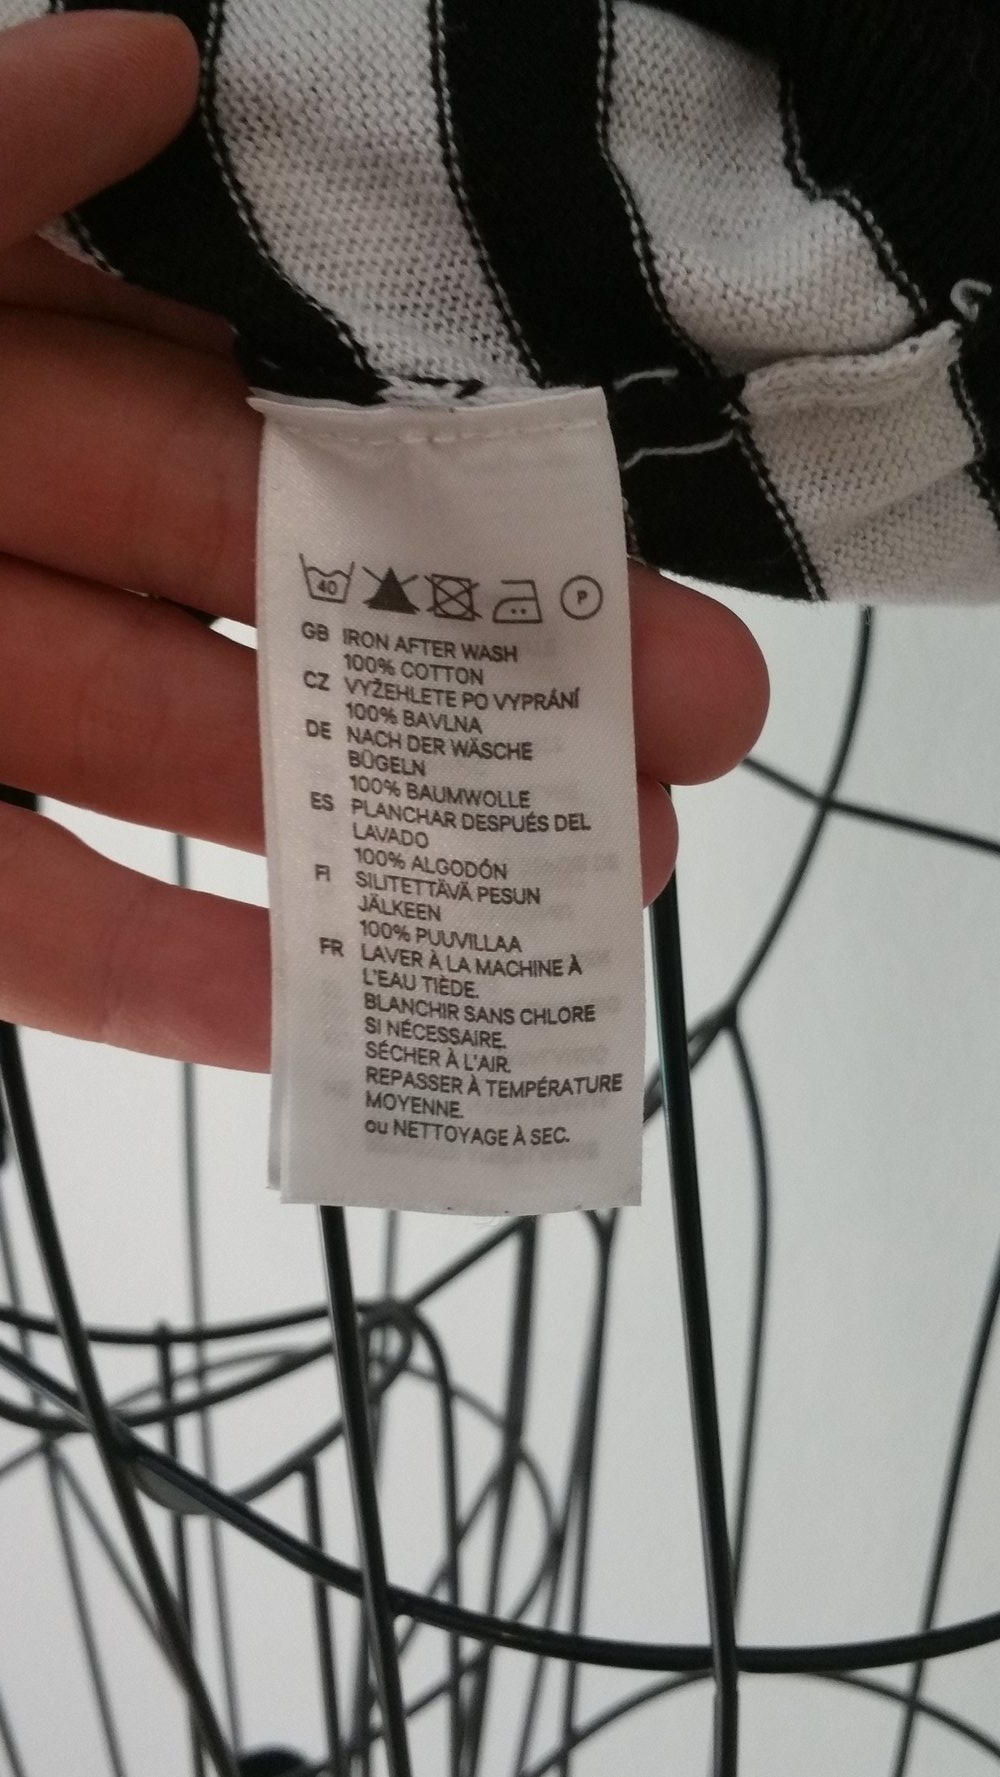 40
P
GB IRON AFTER WASH
100% COTTON
CZ VYŽEHLETE PO VYPRÁNÍ
100% BAVLNA
DE NACH DER WÄSCHE
BÜGELN
100% BAUMWOLLE
ES PLANCHAR DESPUÉS DEL
LAVADO
100% ALGODÓN
FI SILITETTÄVÄ PESUN
JÄLKEEN
100% PUUVILLAA
FR LAVER À LA MACHINE À
L'EAU TIÈDE.
BLANCHIR SANS CHLORE
SI NÉCESSAIRE.
SÉCHER À L'AIR.
REPASSER À TEMPÉRATURE
MOYENNE.
ou NETTOYAGE À SEC.